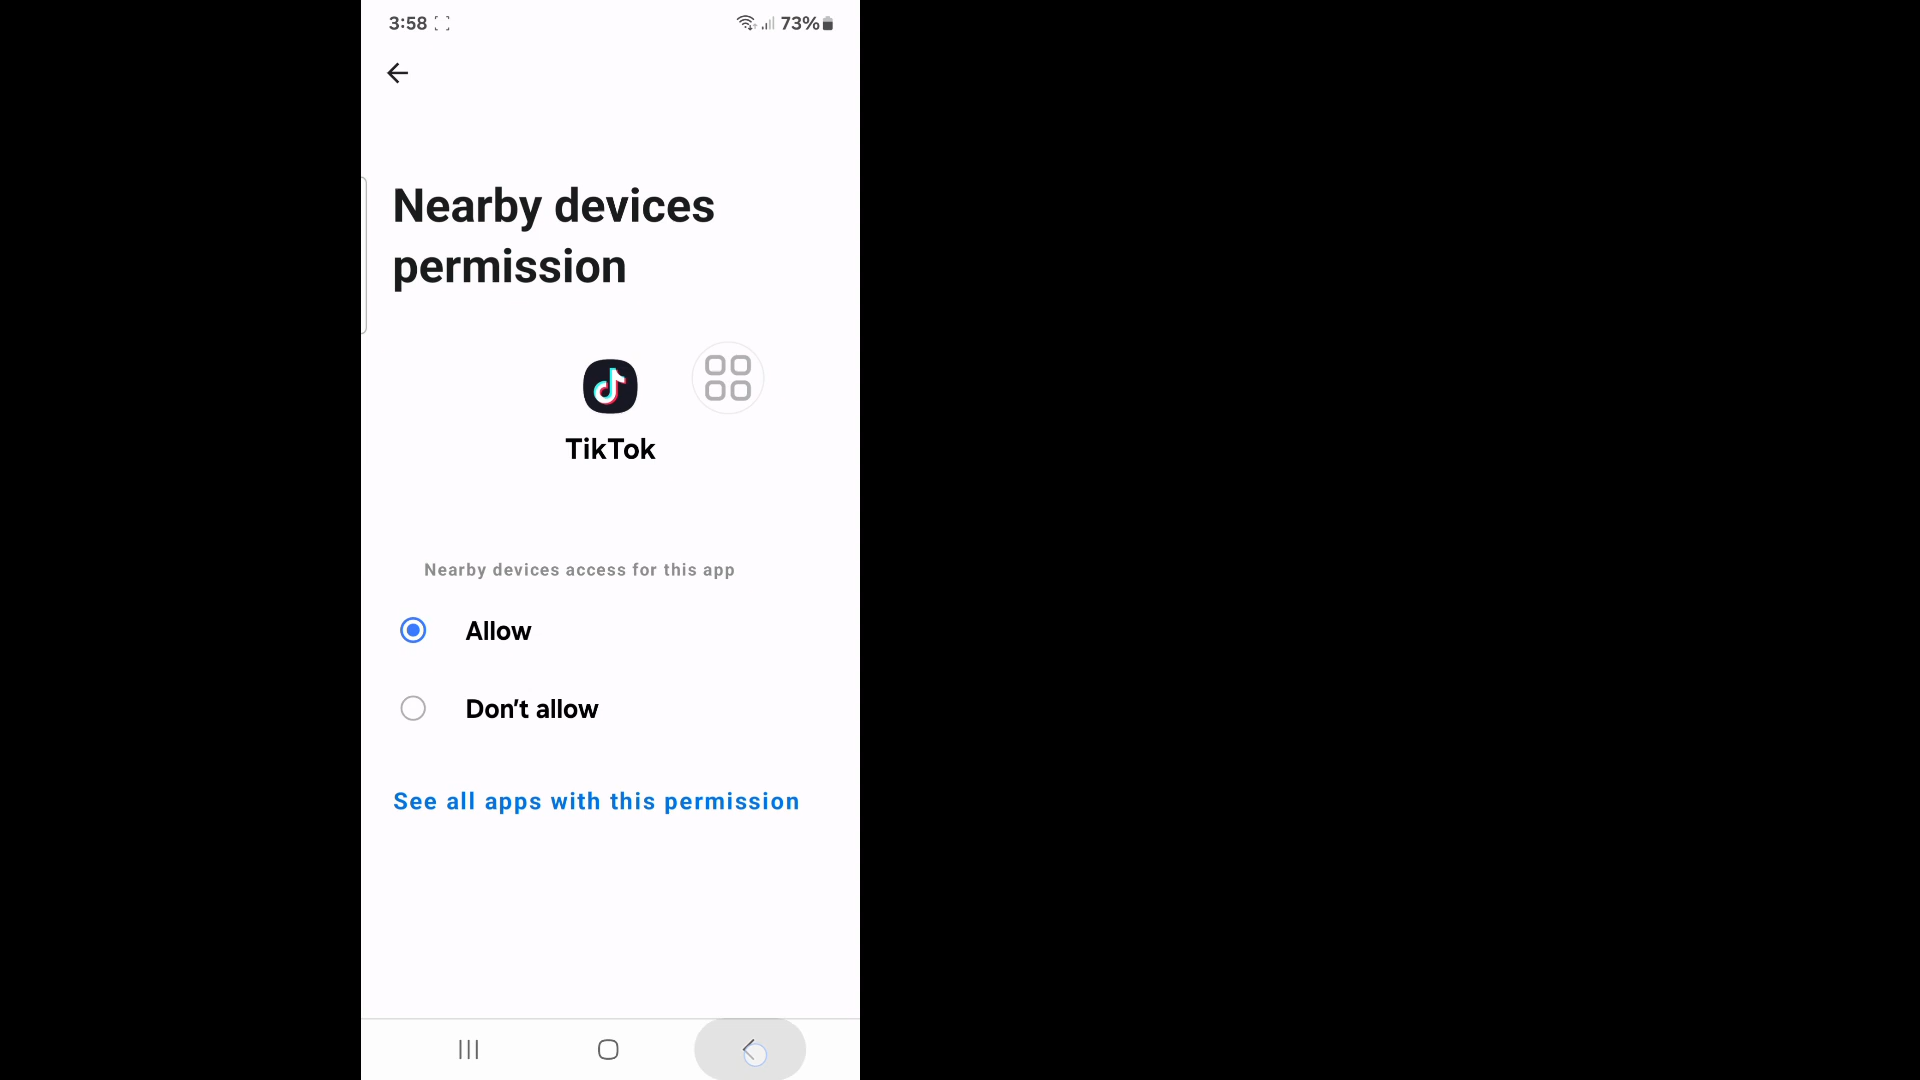 3:58
73%
Nearby devices
permission
TikTok
Nearby devices access for this app
Allow
Don't allow
See all apps with this permission